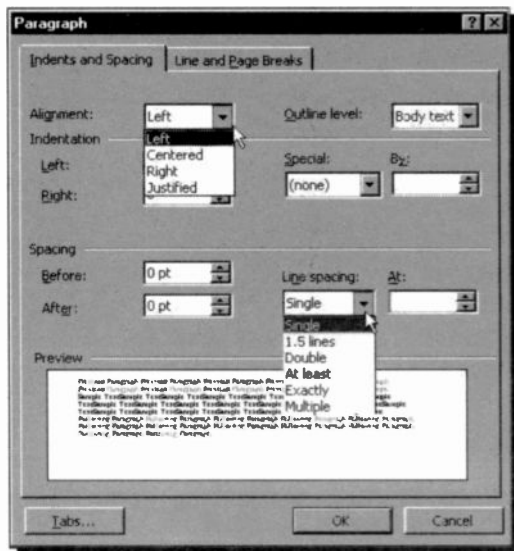 Paragraph
Indents and Spacing Line and Page Breaks
Alignment: Left Outline level: Body text
Left
Centered
Right
Justified
Indentation
Left: Special: By:
Right: (none)
Spacing
Before: 0 pt Line spacing: At:
After: 0 pt Single
Single
1.5 lines
Double
At least
Exactly
Multiple
Preview
Tabs... OK Cancel